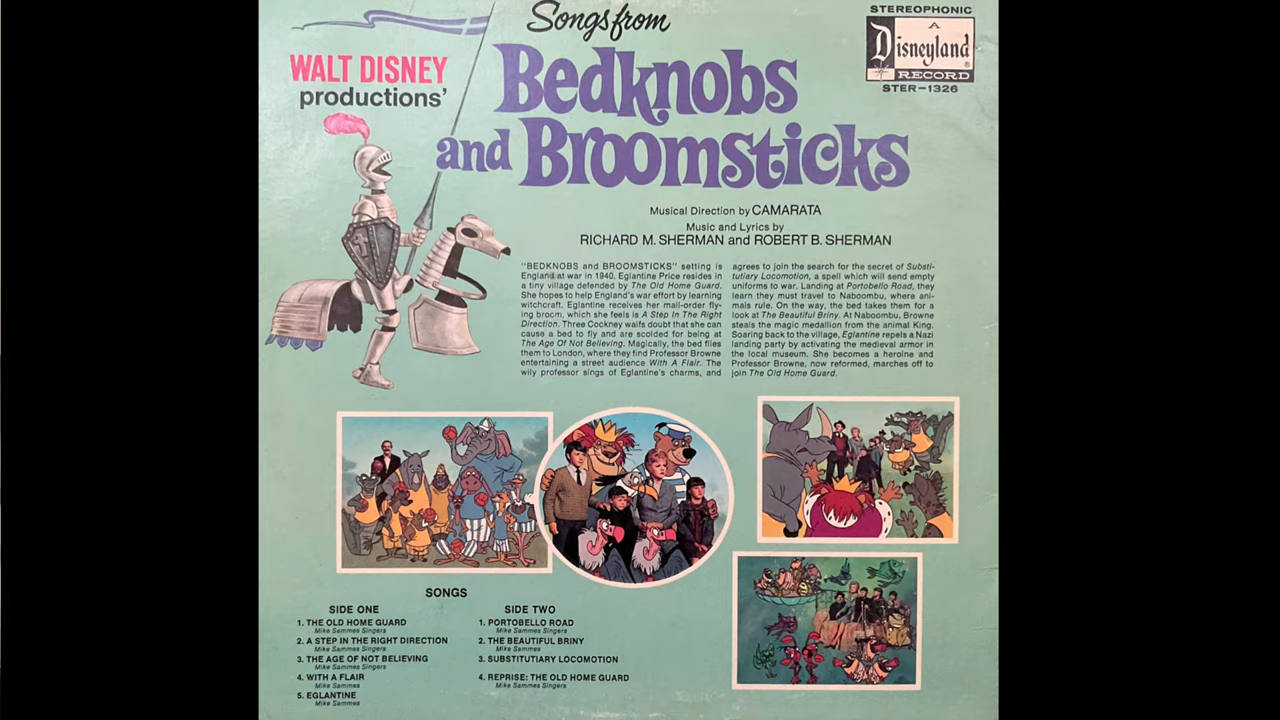 Songs from
STEREOPHONIC
A
Disneyland
®
RECORD
STER-1326
WALT DISNEY
productions'
Bedknobs
and Broomsticks
Musical Direction by CAMARATA
Music and Lyrics by
RICHARD M. SHERMAN and ROBERT B. SHERMAN
"BEDKNOBS and BROOMSTICKS" setting is
England at war in 1940. Eglantine Price resides in
a tiny village defended by The Old Home Guard.
She hopes to help England's war effort by learning
witchcraft. Eglantine receives her mail-order fly-
ing broom, which she feels is A Step In The Right
Direction. Three Cockney waifs doubt that she can
cause a bed to fly and are scolded for being at
The Age Of Not Believing. Magically, the bed flies
them to London, where they find Professor Browne
entertaining a street audience With A Flair. The
wily professor sings of Eglantine's charms, and
agrees to join the search for the secret of Substi-
tutiary Locomotion, a spell which will send empty
uniforms to war. Landing at Portobello Road, they
learn they must travel to Naboombu, where ani-
mals rule. On the way, the bed takes them for a
look at The Beautiful Briny. At Naboombu, Browne
steals the magic medallion from the animal King.
Soaring back to the village, Eglantine repels a Nazi
landing party by activating the medieval armor in
the local museum. She becomes a heroine and
Professor Browne, now reformed, marches off to
join The Old Home Guard.
SONGS
SIDE ONE
1. THE OLD HOME GUARD
Mike Sammes Singers
2. A STEP IN THE RIGHT DIRECTION
Mike Sammes Singers
3. THE AGE OF NOT BELIEVING
Mike Sammes Singers
4. WITH A FLAIR
Mike Sammes
5. EGLANTINE
Mike Sammes
SIDE TWO
1. PORTOBELLO ROAD
Mike Sammes Singers
2. THE BEAUTIFUL BRINY
Mike Sammes
3. SUBSTITUTIARY LOCOMOTION
4. REPRISE: THE OLD HOME GUARD
Mike Sammes Singers